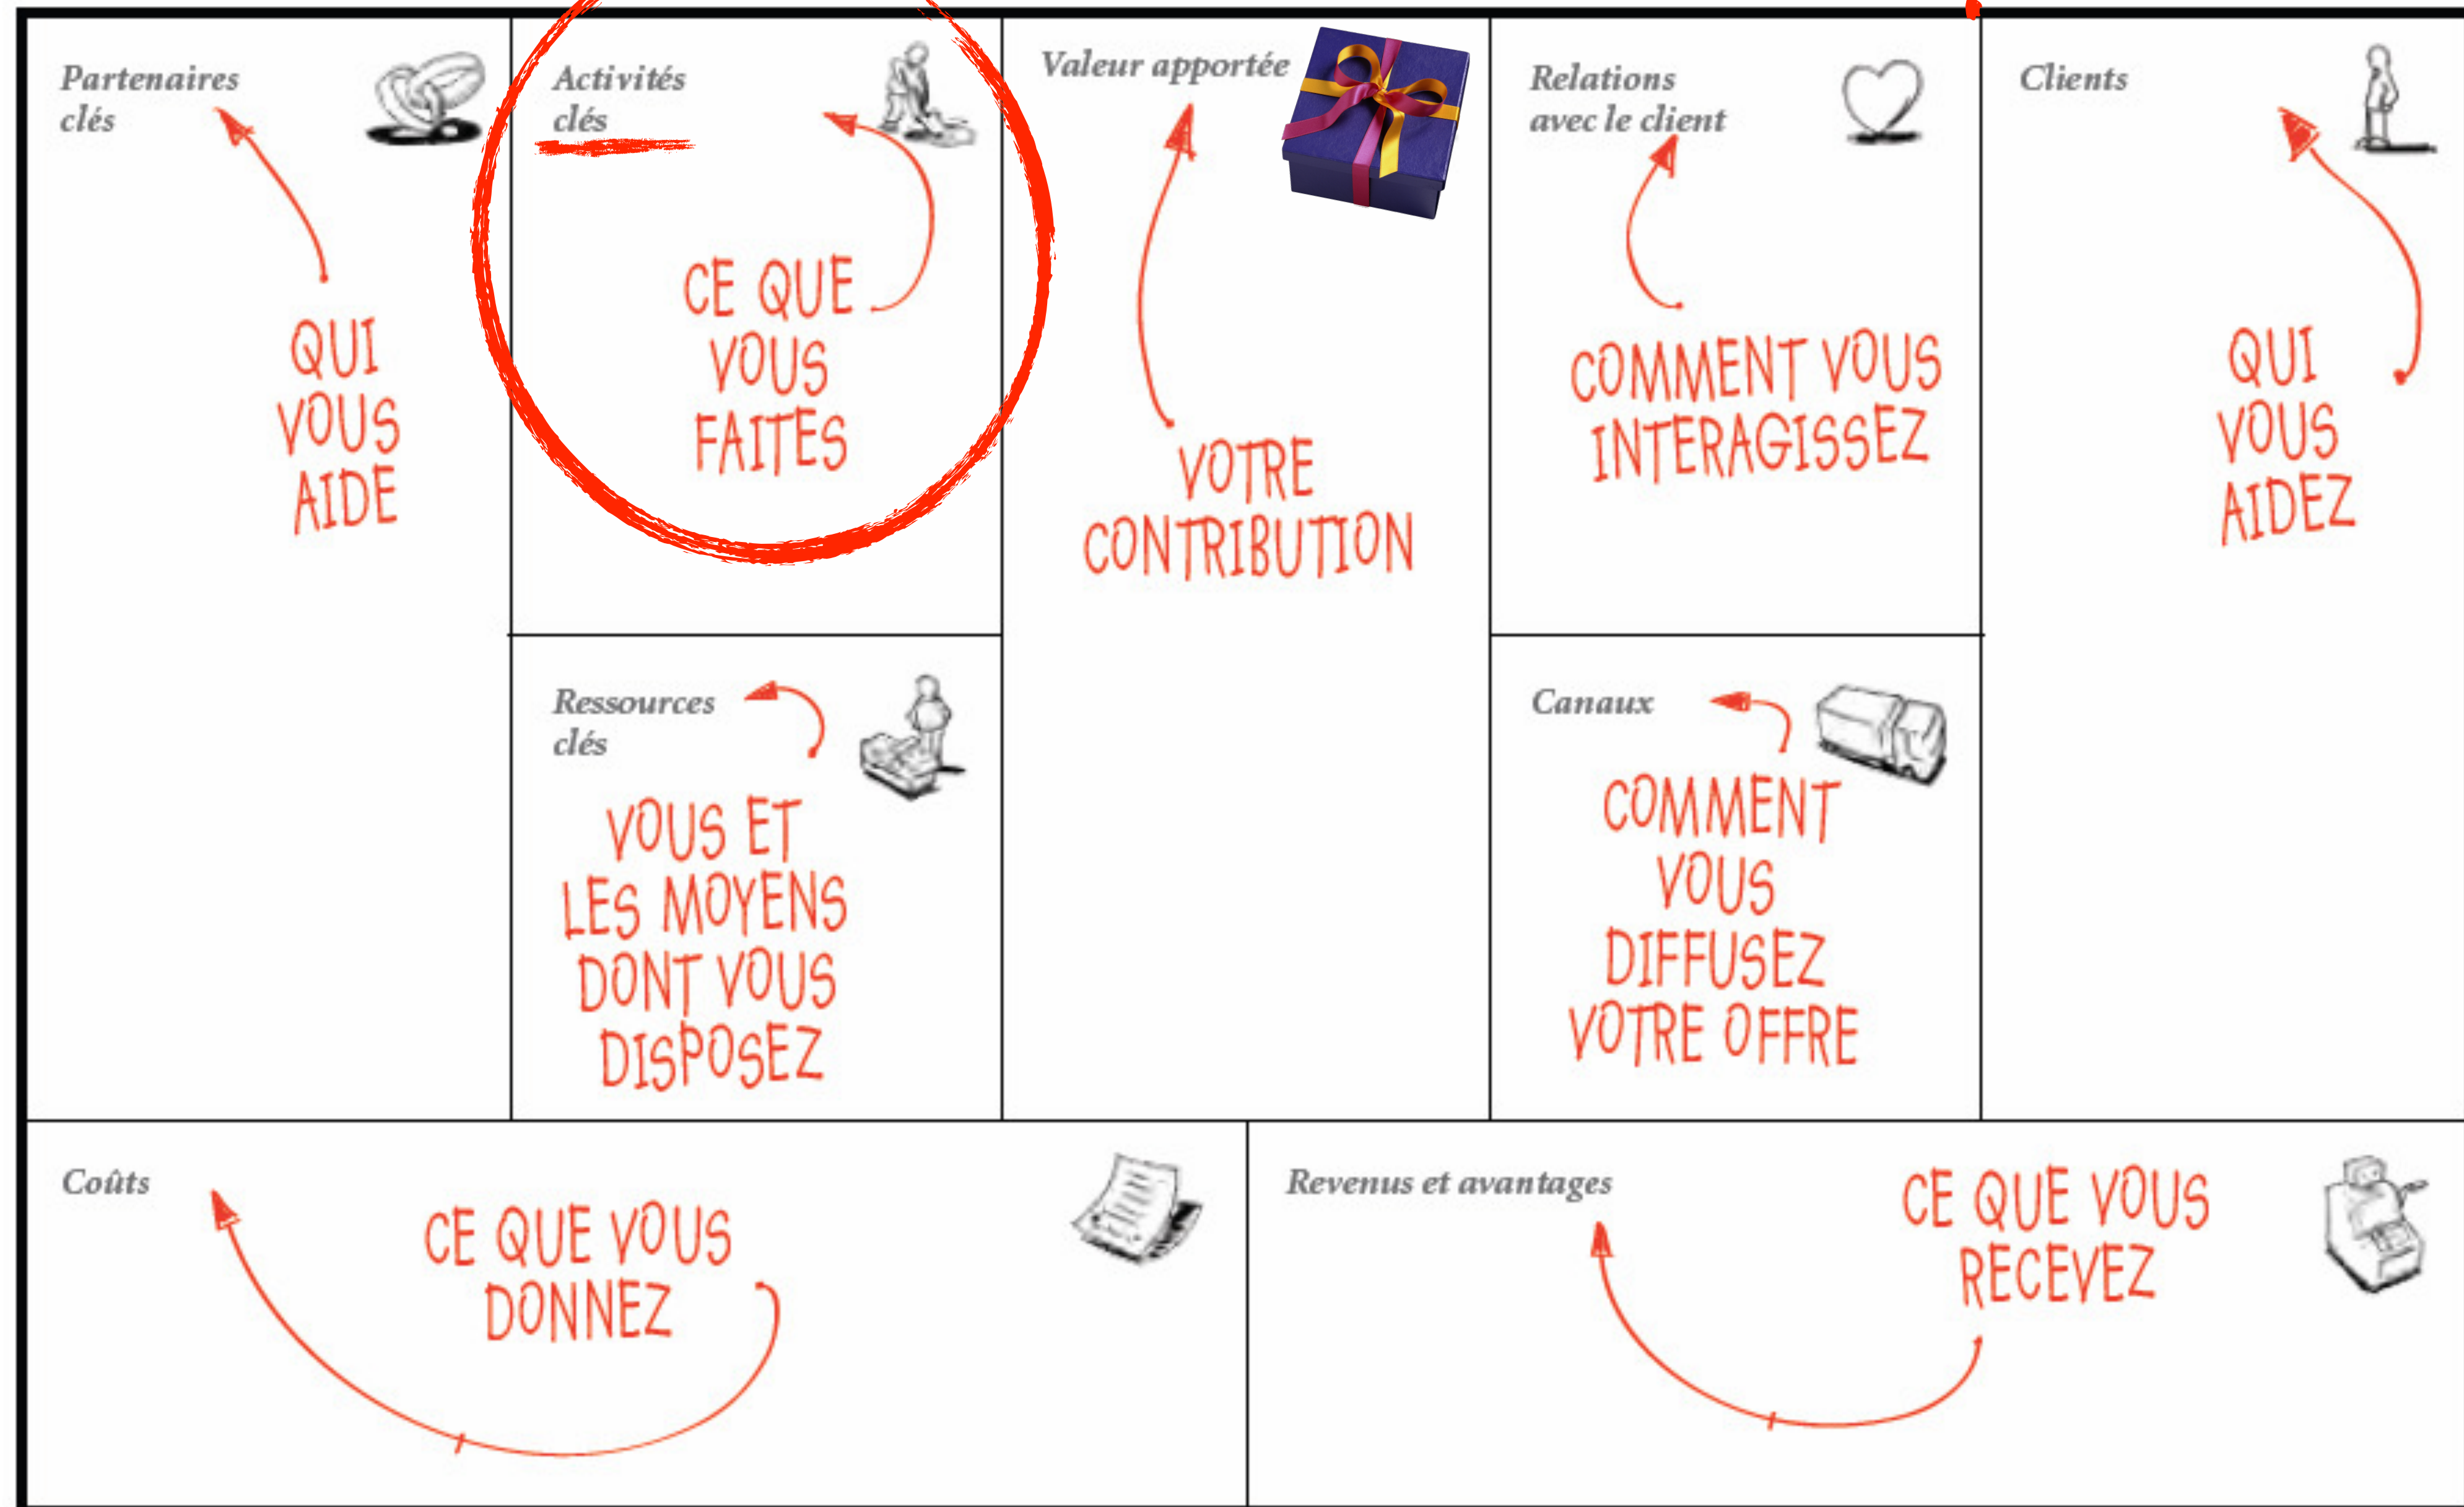 Partenaires
clés
QUI
VOUS
AIDE
Activités
clés
CE QUE
VOUS
FAITES
Ressources
clés
VOUS ET
LES MOYENS
DONT VOUS
DISPOSEZ
Valeur apportée
VOTRE
CONTRIBUTION
Relations
avec le client
COMMENT VOUS
INTERAGISSEZ
Canaux
COMMENT
VOUS
DIFFUSEZ
VOTRE OFFRE
Clients
QUI
VOUS
AIDEZ
Coûts
CE QUE VOUS
DONNEZ
Revenus et avantages
CE QUE VOUS
RECEVEZ